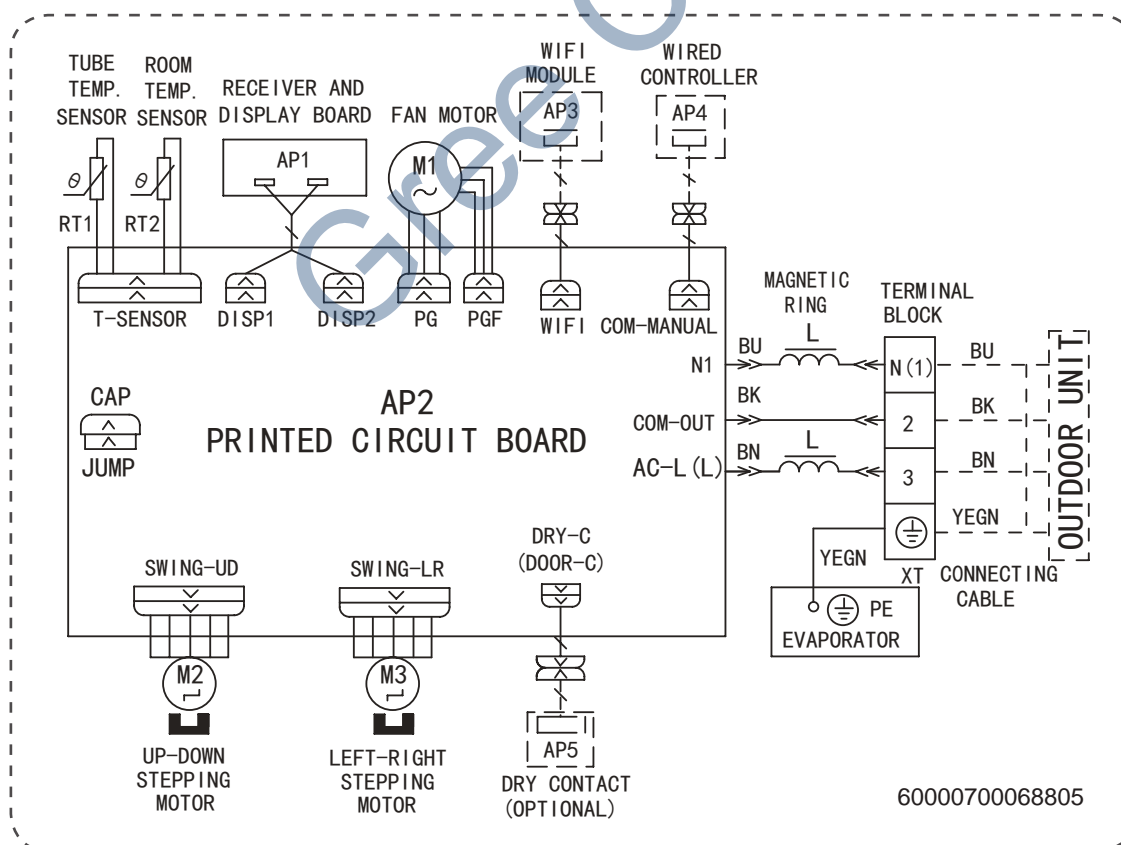 TUBE
TEMP.
SENSOR
ROOM
TEMP.
SENSOR
RECEIVER AND
DISPLAY BOARD
FAN MOTOR
WIFI
MODULE
WIRED
CONTROLLER
AP1
M1
AP3
AP4
θ
RT1
θ
RT2
Gree
T-SENSOR
DISP1
DISP2
PG
PGF
WIFI
COM-MANUAL
MAGNETIC
RING
TERMINAL
BLOCK
N1
BU
L
N(1)
BU
CAP
JUMP
AP2
PRINTED CIRCUIT BOARD
COM-OUT
BK
2
BK
AC-L(L)
BN
L
3
BN
YEGN
OUTDOOR UNIT
YEGN
XT
CONNECTING
CABLE
PE
EVAPORATOR
SWING-UD
SWING-LR
DRY-C
(DOOR-C)
M2
M3
AP5
UP-DOWN
STEPPING
MOTOR
LEFT-RIGHT
STEPPING
MOTOR
DRY CONTACT
(OPTIONAL)
60000700068805